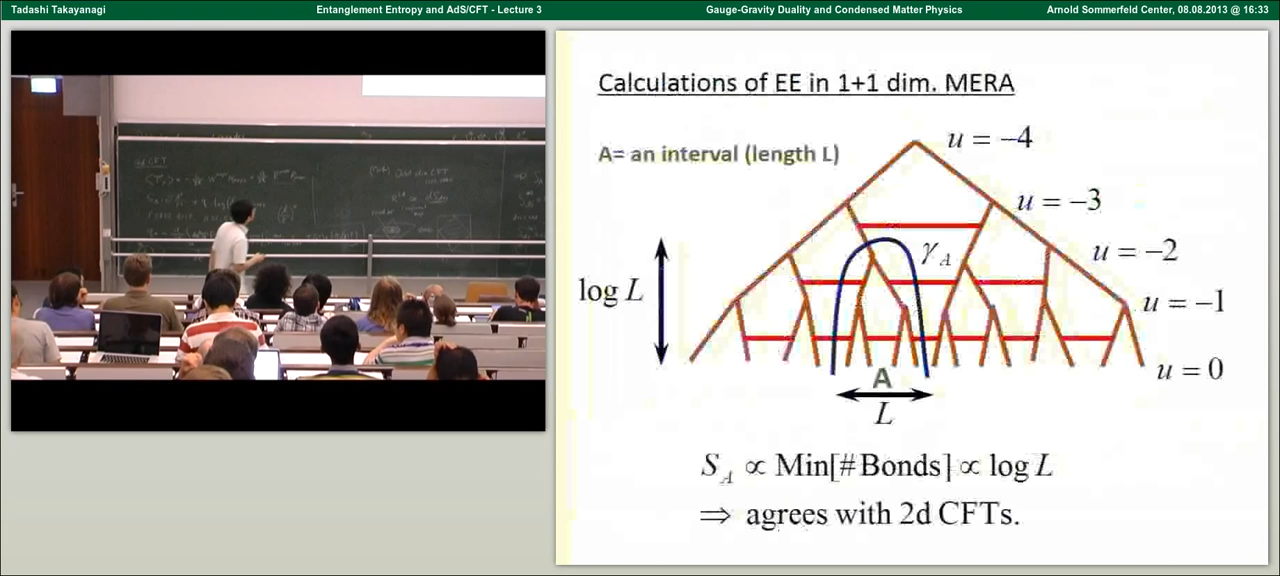 Tadashi Takayanagi
Entanglement Entropy and AdS/CFT - Lecture 3
Gauge-Gravity Duality and Condensed Matter Physics
Arnold Sommerfeld Center, 08.08.2013 @ 16:33
Calculations of EE in 1+1 dim. MERA
A= an interval (length L)
u = −4
u = −3
u = −2
u = −1
u = 0
γ_A
log L
A
L
S_A ∝ Min[# Bonds] ∝ log L
⇒ agrees with 2d CFTs.